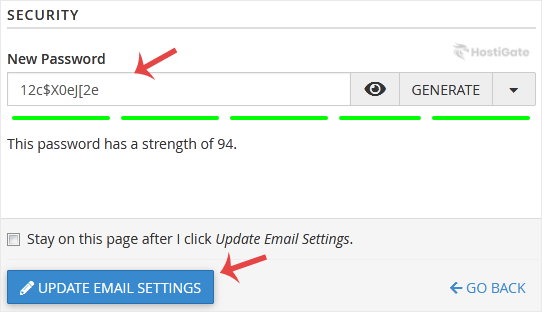 SECURITY
HostiGate
New Password
12c$X0eJ[2e
GENERATE
This password has a strength of 94.
Stay on this page after I click Update Email Settings.
UPDATE EMAIL SETTINGS
GO BACK